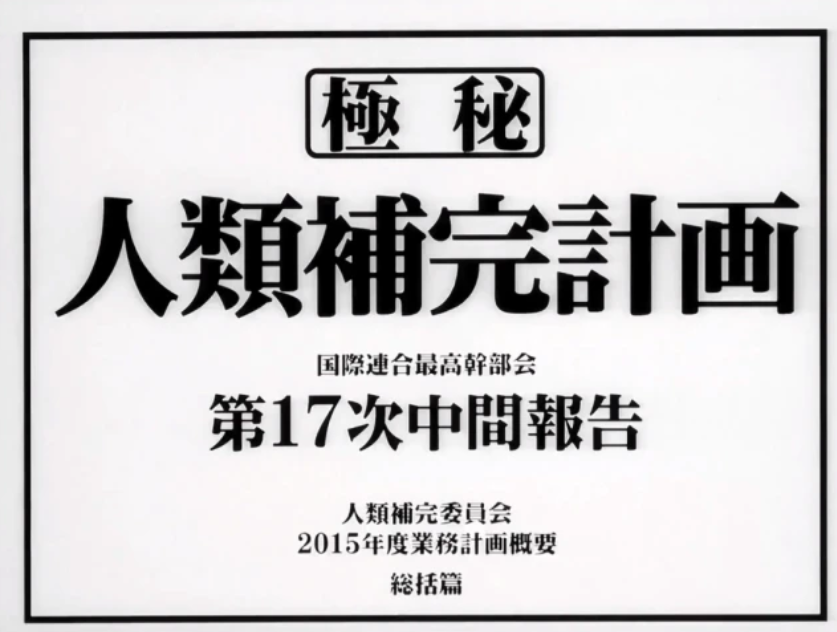 極秘
人類補完計画
国際連合最高幹部会
第17次中間報告
人類補完委員会
2015年度業務計画概要
総括篇